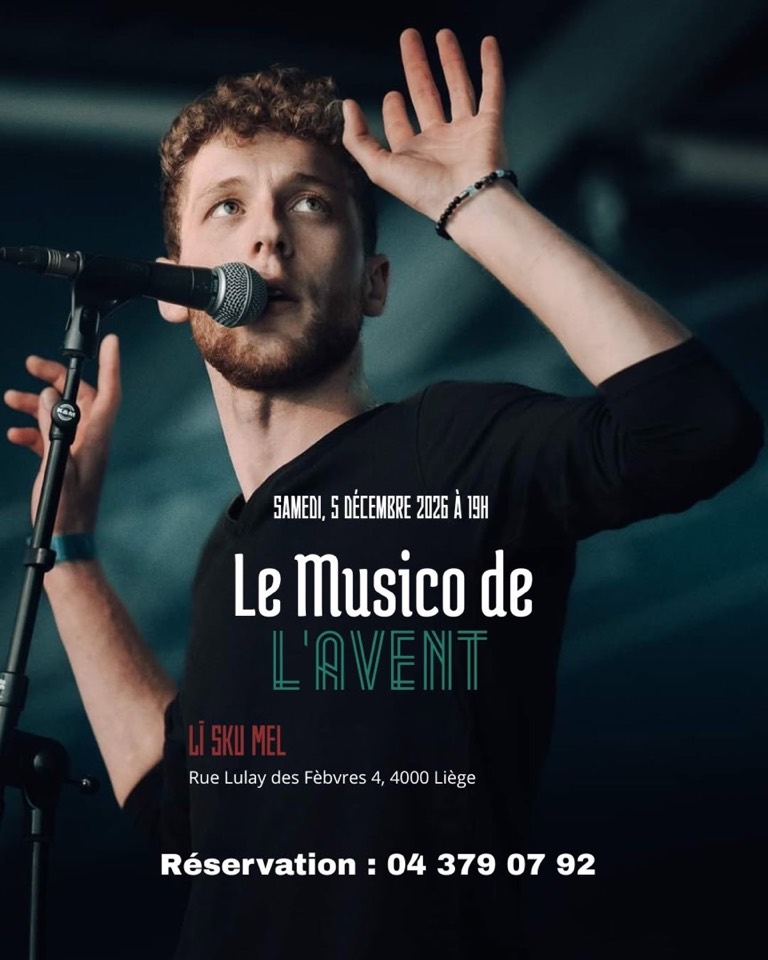 KAM
SAMEDI, 5 DÉCEMBRE 2026 À 19H
Le Musico de
L'AVENT
LÎ SKU MEL
Rue Lulay des Fèbvres 4, 4000 Liège
Réservation : 04 379 07 92